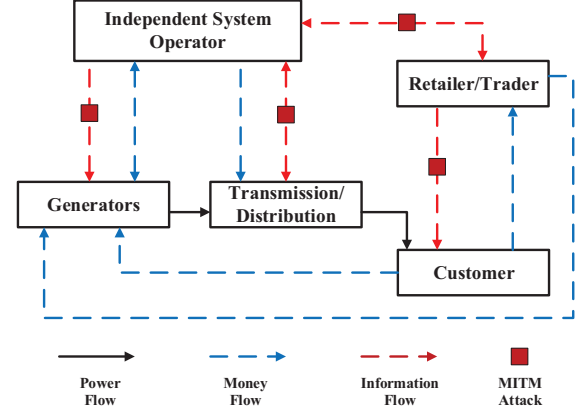 Independent System
Operator
Retailer/Trader
Generators
Transmission/
Distribution
Customer
Power
Flow
Money
Flow
Information
Flow
MITM
Attack